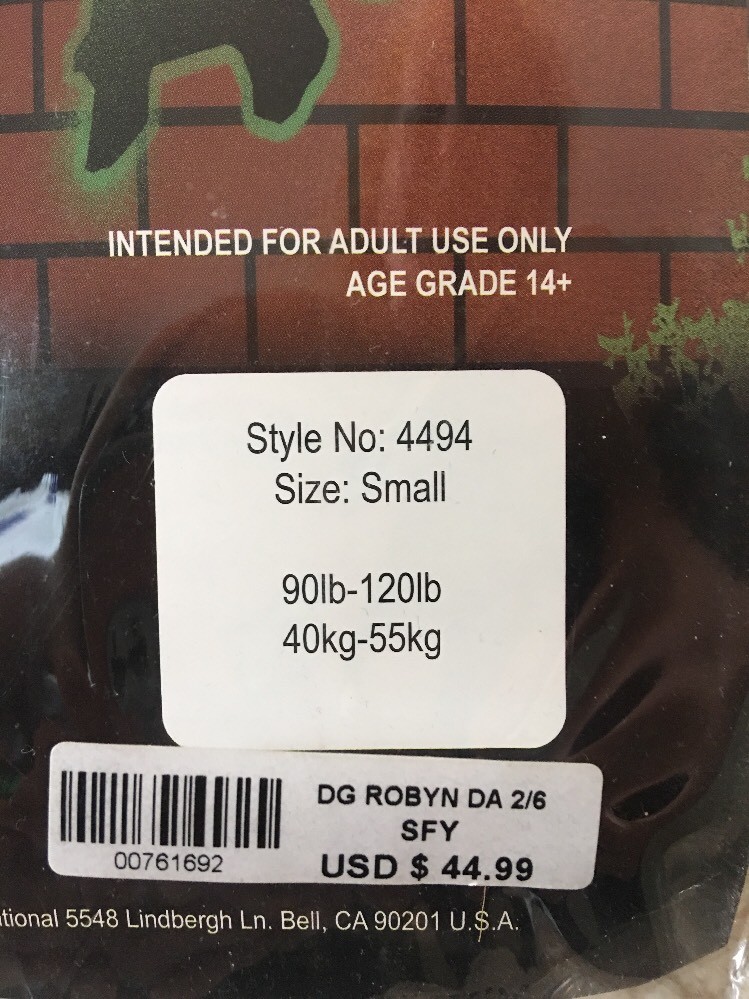 INTENDED FOR ADULT USE ONLY
AGE GRADE 14+
Style No: 4494
Size: Small
90lb-120lb
40kg-55kg
DG ROBYN DA 2/6
SFY
00761692
USD $ 44.99
tional 5548 Lindbergh Ln. Bell, CA 90201 U.S.A.